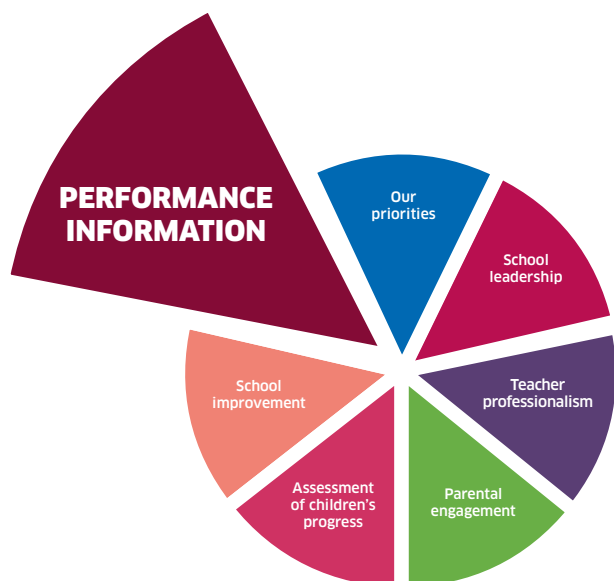 PERFORMANCE
INFORMATION
Our
priorities
School
leadership
Teacher
professionalism
Parental
engagement
Assessment
of children's
progress
School
improvement